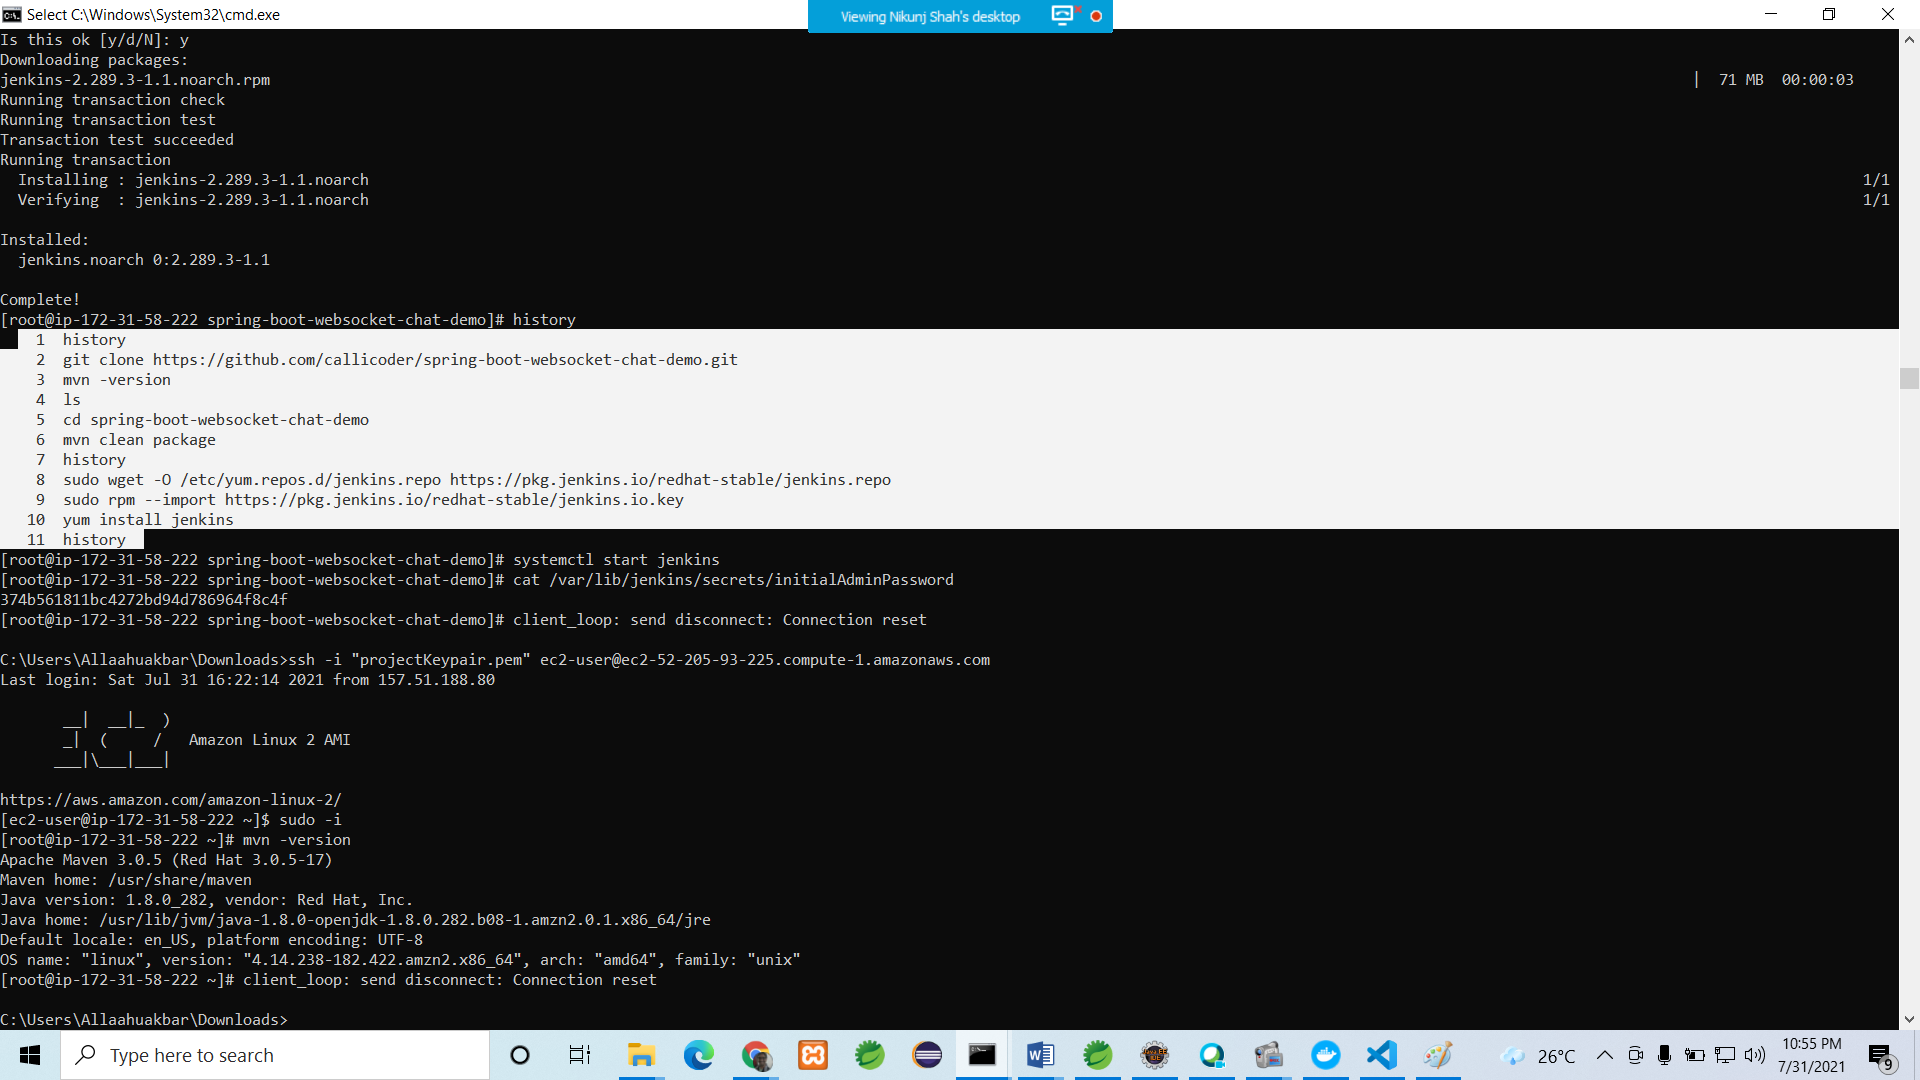 Select C:\Windows\System32\cmd.exe
Viewing Nikunj Shah's desktop
Is this ok [y/d/N]: y
Downloading packages:
jenkins-2.289.3-1.1.noarch.rpm | 71 MB 00:00:03
Running transaction check
Running transaction test
Transaction test succeeded
Running transaction
Installing : jenkins-2.289.3-1.1.noarch 1/1
Verifying : jenkins-2.289.3-1.1.noarch 1/1
Installed:
jenkins.noarch 0:2.289.3-1.1
Complete!
[root@ip-172-31-58-222 spring-boot-websocket-chat-demo]# history
1 history
2 git clone https://github.com/callicoder/spring-boot-websocket-chat-demo.git
3 mvn -version
4 ls
5 cd spring-boot-websocket-chat-demo
6 mvn clean package
7 history
8 sudo wget -O /etc/yum.repos.d/jenkins.repo https://pkg.jenkins.io/redhat-stable/jenkins.repo
9 sudo rpm --import https://pkg.jenkins.io/redhat-stable/jenkins.io.key
10 yum install jenkins
11 history
[root@ip-172-31-58-222 spring-boot-websocket-chat-demo]# systemctl start jenkins
[root@ip-172-31-58-222 spring-boot-websocket-chat-demo]# cat /var/lib/jenkins/secrets/initialAdminPassword
374b561811bc4272bd94d786964f8c4f
[root@ip-172-31-58-222 spring-boot-websocket-chat-demo]# client_loop: send disconnect: Connection reset
C:\Users\Allaahuakbar\Downloads>ssh -i "projectKeypair.pem" ec2-user@ec2-52-205-93-225.compute-1.amazonaws.com
Last login: Sat Jul 31 16:22:14 2021 from 157.51.188.80
__| __|_ )
_| ( / Amazon Linux 2 AMI
___|\___|___|
https://aws.amazon.com/amazon-linux-2/
[ec2-user@ip-172-31-58-222 ~]$ sudo -i
[root@ip-172-31-58-222 ~]# mvn -version
Apache Maven 3.0.5 (Red Hat 3.0.5-17)
Maven home: /usr/share/maven
Java version: 1.8.0_282, vendor: Red Hat, Inc.
Java home: /usr/lib/jvm/java-1.8.0-openjdk-1.8.0.282.b08-1.amzn2.0.1.x86_64/jre
Default locale: en_US, platform encoding: UTF-8
OS name: "linux", version: "4.14.238-182.422.amzn2.x86_64", arch: "amd64", family: "unix"
[root@ip-172-31-58-222 ~]# client_loop: send disconnect: Connection reset
C:\Users\Allaahuakbar\Downloads>
Type here to search
26°C
10:55 PM
7/31/2021
9